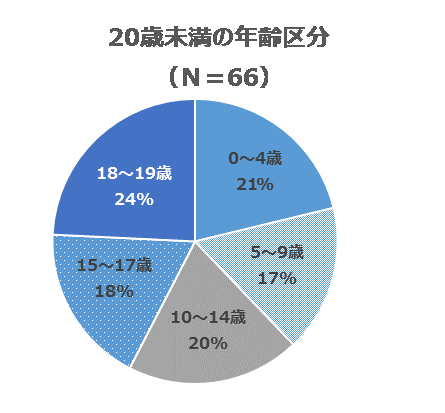 20歳未満の年齢区分
（N＝66）
0～4歳
21%
5～9歳
17%
10～14歳
20%
15～17歳
18%
18～19歳
24%